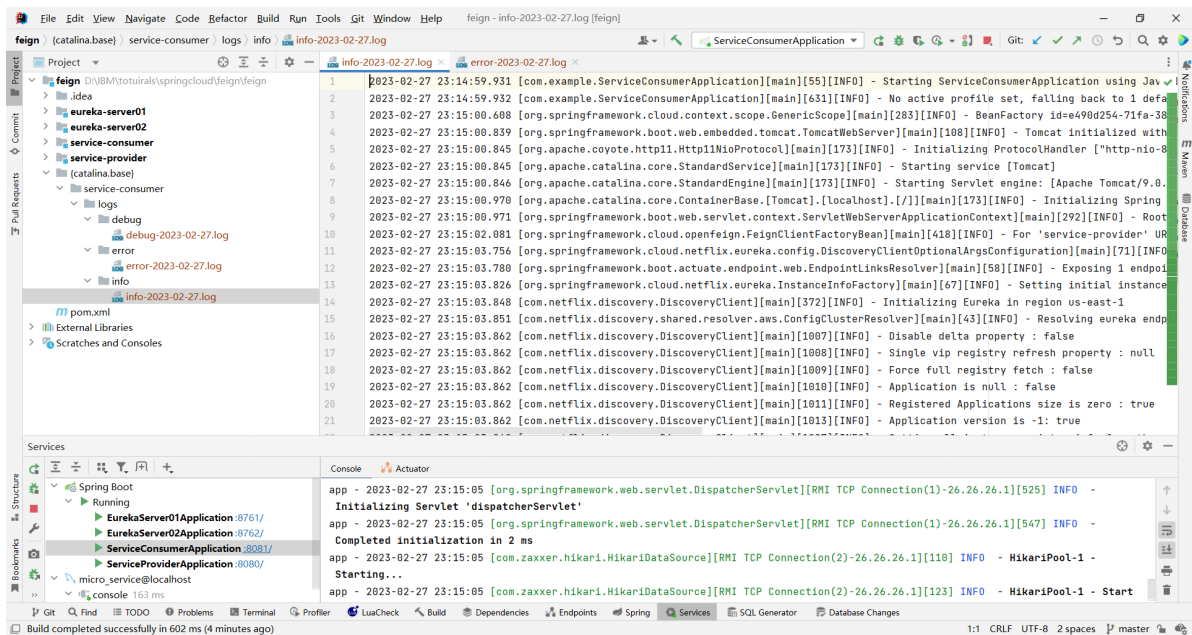 File Edit View Navigate Code Refactor Build Run Tools Git Window Help feign - info-2023-02-27.log [feign]
feign {catalina.base} service-consumer logs info info-2023-02-27.log ServiceConsumerApplication Git:
Project info-2023-02-27.log error-2023-02-27.log
feign D:\IBM\toturials\springcloud\feign\feign
.idea
eureka-server01
eureka-server02
service-consumer
service-provider
{catalina.base}
service-consumer
logs
debug
debug-2023-02-27.log
error
error-2023-02-27.log
info
info-2023-02-27.log
pom.xml
External Libraries
Scratches and Consoles
1 2023-02-27 23:14:59.931 [com.example.ServiceConsumerApplication][main][55][INFO] - Starting ServiceConsumerApplication using Jav
2 2023-02-27 23:14:59.932 [com.example.ServiceConsumerApplication][main][631][INFO] - No active profile set, falling back to 1 defa
3 2023-02-27 23:15:00.608 [org.springframework.cloud.context.scope.GenericScope][main][283][INFO] - BeanFactory id=e490d254-71fa-38
4 2023-02-27 23:15:00.839 [org.springframework.boot.web.embedded.tomcat.TomcatWebServer][main][108][INFO] - Tomcat initialized with
5 2023-02-27 23:15:00.845 [org.apache.coyote.http11.Http11NioProtocol][main][173][INFO] - Initializing ProtocolHandler ["http-nio-8
6 2023-02-27 23:15:00.845 [org.apache.catalina.core.StandardService][main][173][INFO] - Starting service [Tomcat]
7 2023-02-27 23:15:00.846 [org.apache.catalina.core.StandardEngine][main][173][INFO] - Starting Servlet engine: [Apache Tomcat/9.0.
8 2023-02-27 23:15:00.970 [org.apache.catalina.core.ContainerBase.[Tomcat].[localhost].[/]][main][173][INFO] - Initializing Spring
9 2023-02-27 23:15:00.971 [org.springframework.boot.web.servlet.context.ServletWebServerApplicationContext][main][292][INFO] - Root
10 2023-02-27 23:15:02.081 [org.springframework.cloud.openfeign.FeignClientFactoryBean][main][418][INFO] - For 'service-provider' UR
11 2023-02-27 23:15:03.756 [org.springframework.cloud.netflix.eureka.config.DiscoveryClientOptionalArgsConfiguration][main][71][INFO
12 2023-02-27 23:15:03.780 [org.springframework.boot.actuate.endpoint.web.EndpointLinksResolver][main][58][INFO] - Exposing 1 endpoi
13 2023-02-27 23:15:03.826 [org.springframework.cloud.netflix.eureka.InstanceInfoFactory][main][67][INFO] - Setting initial instance
14 2023-02-27 23:15:03.848 [com.netflix.discovery.DiscoveryClient][main][372][INFO] - Initializing Eureka in region us-east-1
15 2023-02-27 23:15:03.851 [com.netflix.discovery.shared.resolver.aws.ConfigClusterResolver][main][43][INFO] - Resolving eureka endp
16 2023-02-27 23:15:03.862 [com.netflix.discovery.DiscoveryClient][main][1007][INFO] - Disable delta property : false
17 2023-02-27 23:15:03.862 [com.netflix.discovery.DiscoveryClient][main][1008][INFO] - Single vip registry refresh property : null
18 2023-02-27 23:15:03.862 [com.netflix.discovery.DiscoveryClient][main][1009][INFO] - Force full registry fetch : false
19 2023-02-27 23:15:03.862 [com.netflix.discovery.DiscoveryClient][main][1010][INFO] - Application is null : false
20 2023-02-27 23:15:03.862 [com.netflix.discovery.DiscoveryClient][main][1011][INFO] - Registered Applications size is zero : true
21 2023-02-27 23:15:03.862 [com.netflix.discovery.DiscoveryClient][main][1013][INFO] - Application version is -1: true
Project
Commit
Pull Requests
Structure
Bookmarks
Notifications
Maven
Database
Services
Spring Boot
Running
EurekaServer01Application :8761/
EurekaServer02Application :8762/
ServiceConsumerApplication :8081/
ServiceProviderApplication :8080/
micro_service@localhost
console 163 ms
Console Actuator
app - 2023-02-27 23:15:05 [org.springframework.web.servlet.DispatcherServlet][RMI TCP Connection(1)-26.26.26.1][525] INFO -
Initializing Servlet 'dispatcherServlet'
app - 2023-02-27 23:15:05 [org.springframework.web.servlet.DispatcherServlet][RMI TCP Connection(1)-26.26.26.1][547] INFO -
Completed initialization in 2 ms
app - 2023-02-27 23:15:05 [com.zaxxer.hikari.HikariDataSource][RMI TCP Connection(2)-26.26.26.1][110] INFO - HikariPool-1 -
Starting...
app - 2023-02-27 23:15:05 [com.zaxxer.hikari.HikariDataSource][RMI TCP Connection(2)-26.26.26.1][123] INFO - HikariPool-1 - Start
Git Find TODO Problems Terminal Profiler LuaCheck Build Dependencies Endpoints Spring Services SQL Generator Database Changes
Build completed successfully in 602 ms (4 minutes ago) 1:1 CRLF UTF-8 2 spaces master